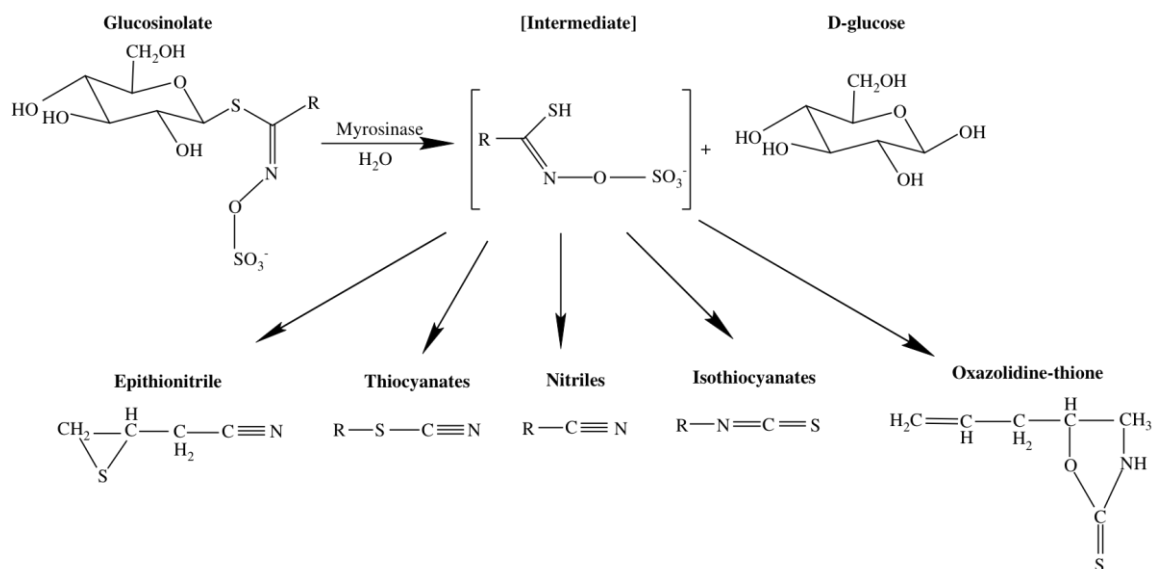 Glucosinolate
[Intermediate]
D-glucose
CH2OH
O
HO
HO
OH
S
R
N
O
SO3-
Myrosinase
H2O
SH
R
N
O
SO3-
+
CH2OH
O
HO
HO
OH
OH
Epithionitrile
Thiocyanates
Nitriles
Isothiocyanates
Oxazolidine-thione
CH2
H
C
S
C
H2
C
N
R
S
C
N
R
C
N
R
N
C
S
H2C
C
H
C
H2
H
C
CH3
O
NH
C
S